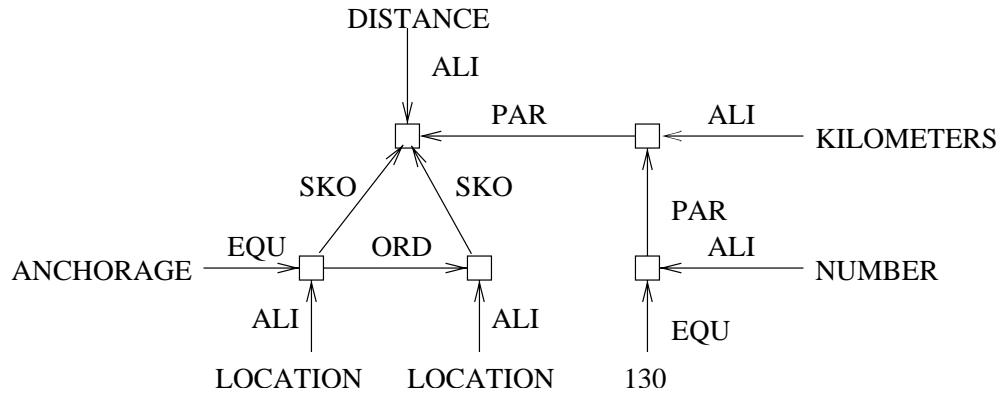 DISTANCE
ALI
PAR ALI
KILOMETERS
SKO SKO
PAR
EQU ORD ALI
ANCHORAGE NUMBER
ALI ALI EQU
LOCATION LOCATION 130